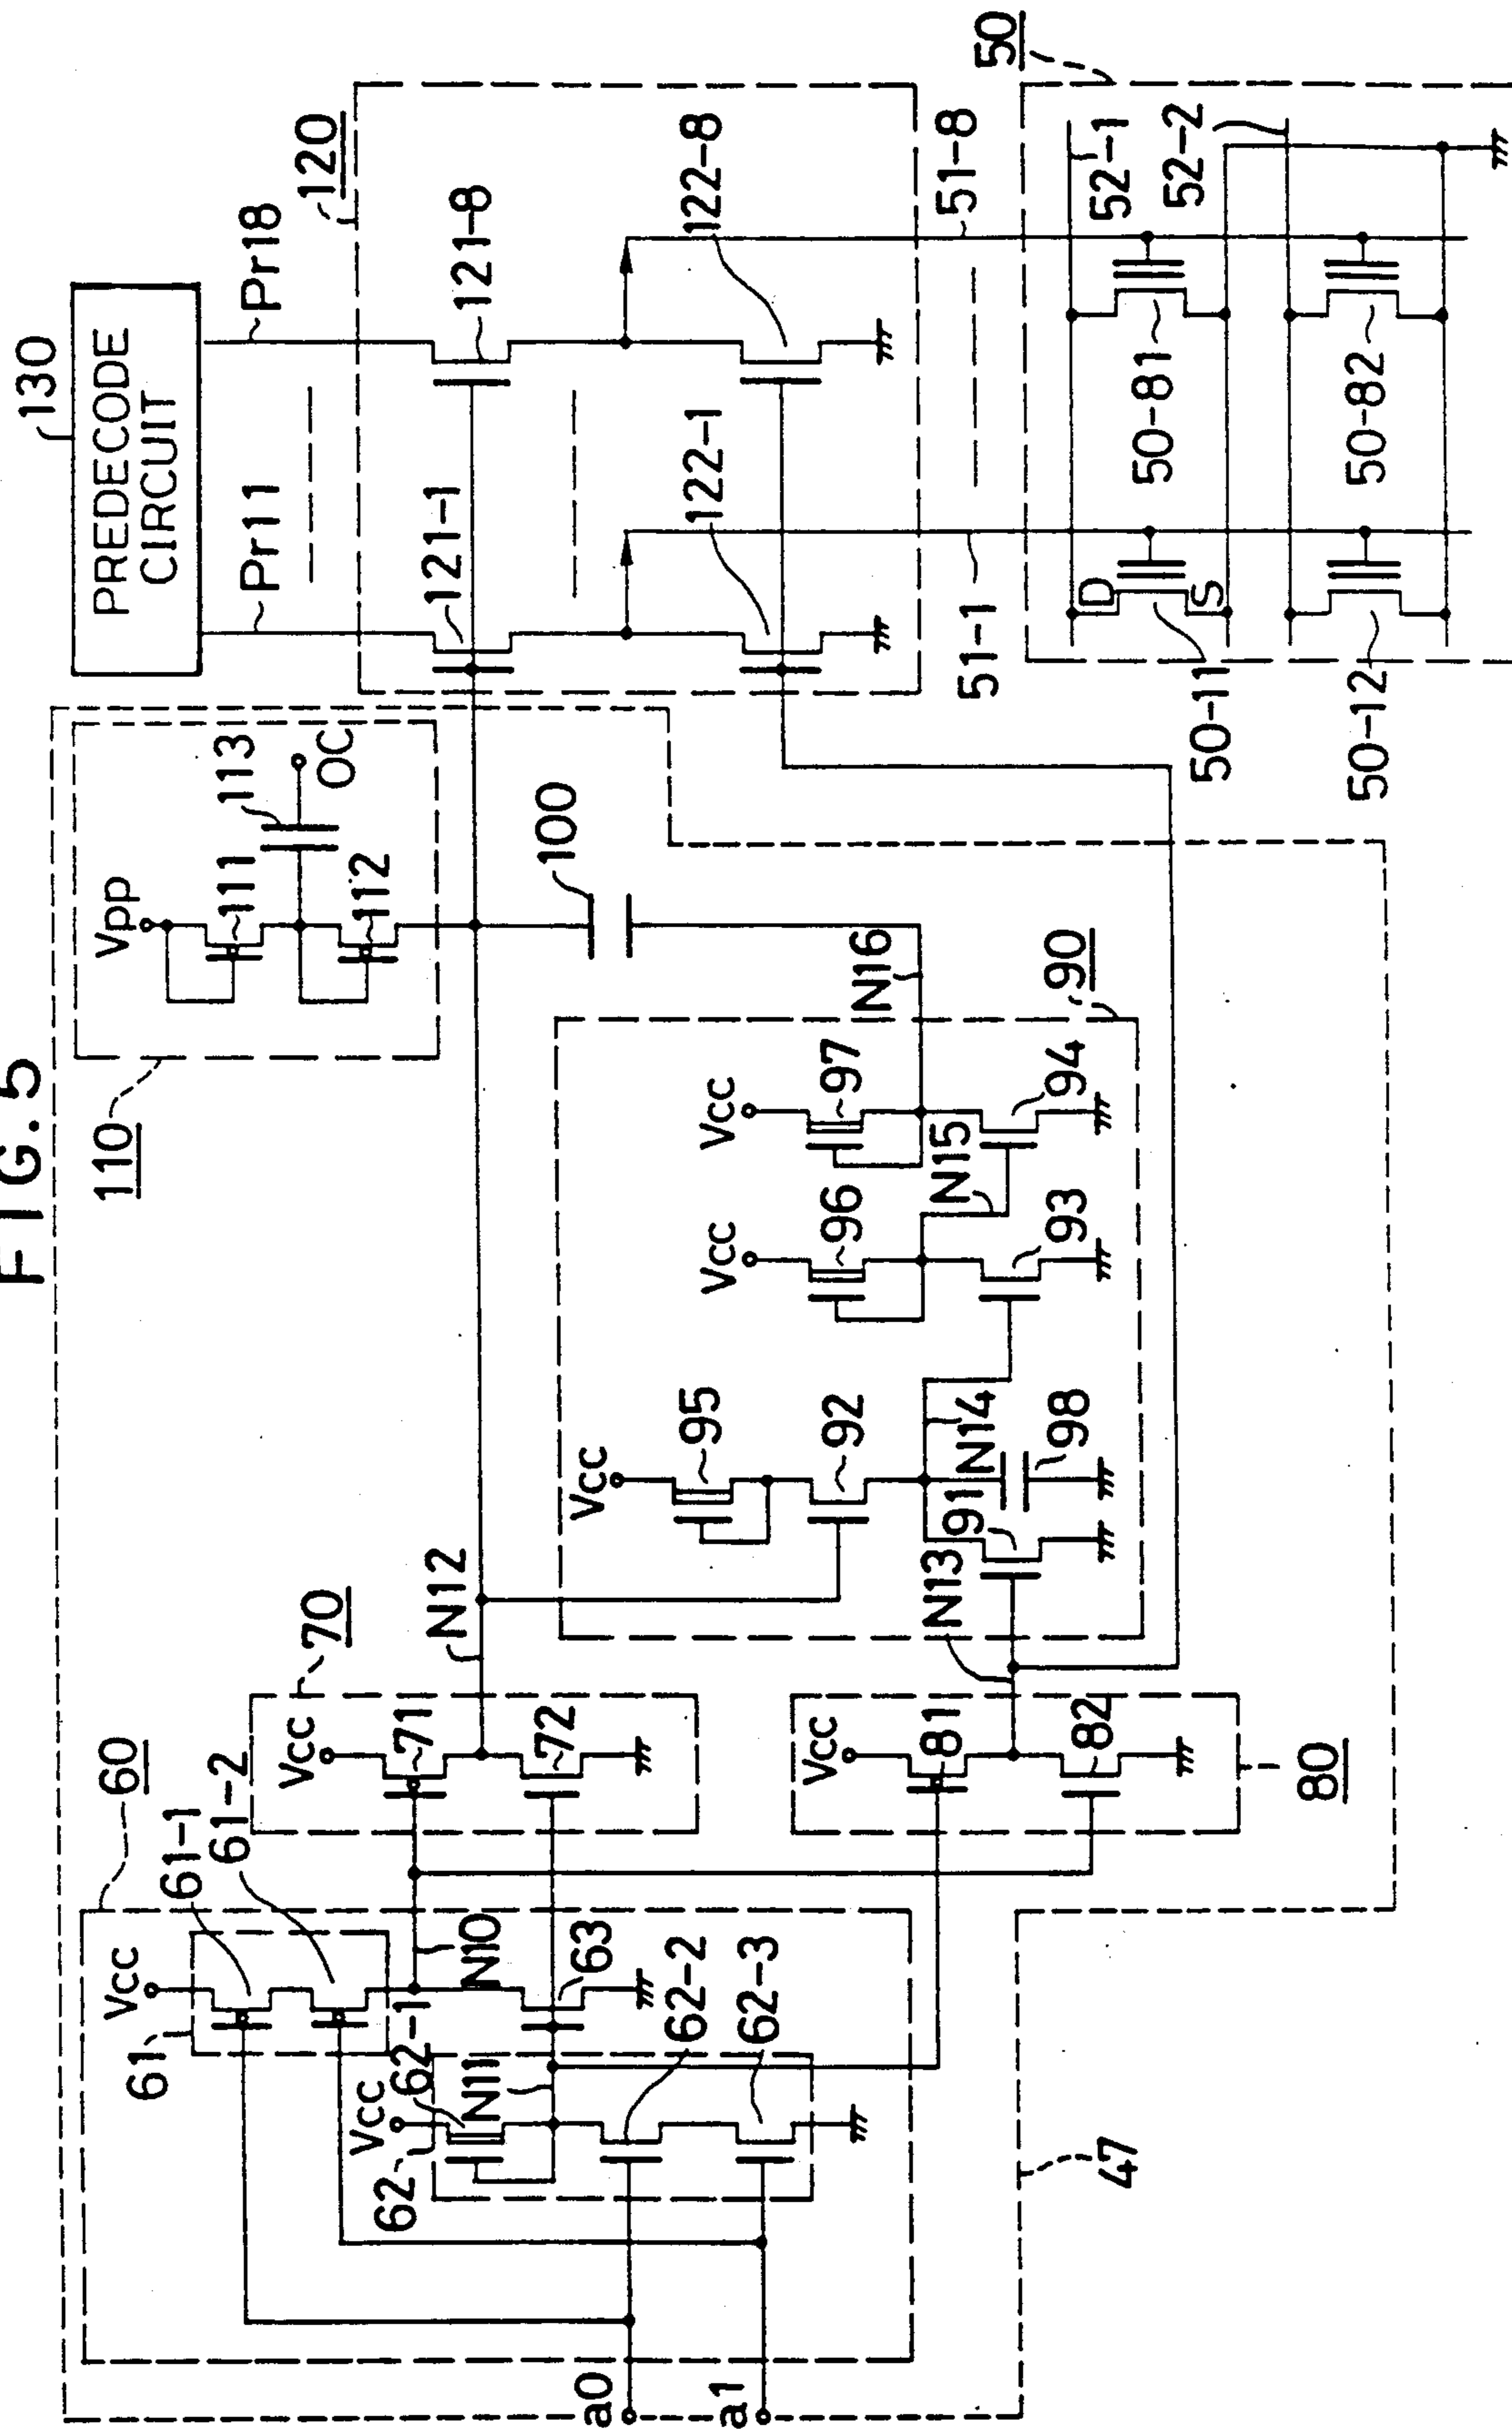 FIG. 5
47
60
61
61-1
61-2
Vcc
62
62-1
Vcc
N10
N11
63
62-2
62-3
a0
a1
70
Vcc
71
72
N12
80
Vcc
81
82
N13
90
Vcc
95
92
91
N14
98
Vcc
96
93
N15
Vcc
97
94
N16
100
110
Vpp
111
112
113
OC
130
PREDECODE
CIRCUIT
Pr11
Pr18
120
121-1
121-8
122-1
122-8
51-1
51-8
50
52-1
52-2
D
S
50-11
50-81
50-12
50-82